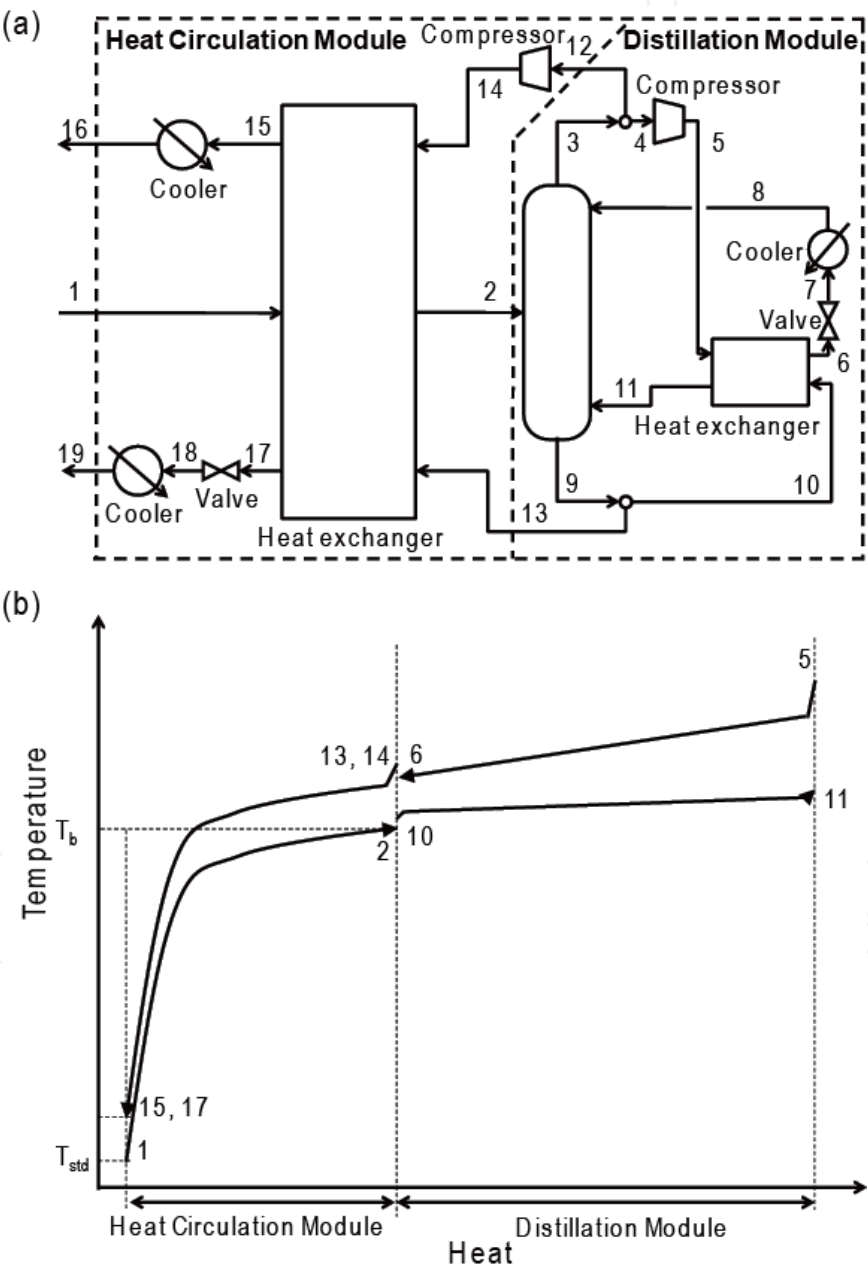 (a)
Heat Circulation Module
Compressor
12
Distillation Module
14
Compressor
16
15
3
4
5
Cooler
8
Cooler
1
2
7
Valve
6
11
Heat exchanger
19
18
17
Valve
9
10
Cooler
13
Heat exchanger
(b)
Temperature
5
13, 14
6
T_b
11
2
10
15, 17
T_std
1
Heat Circulation Module
Distillation Module
Heat